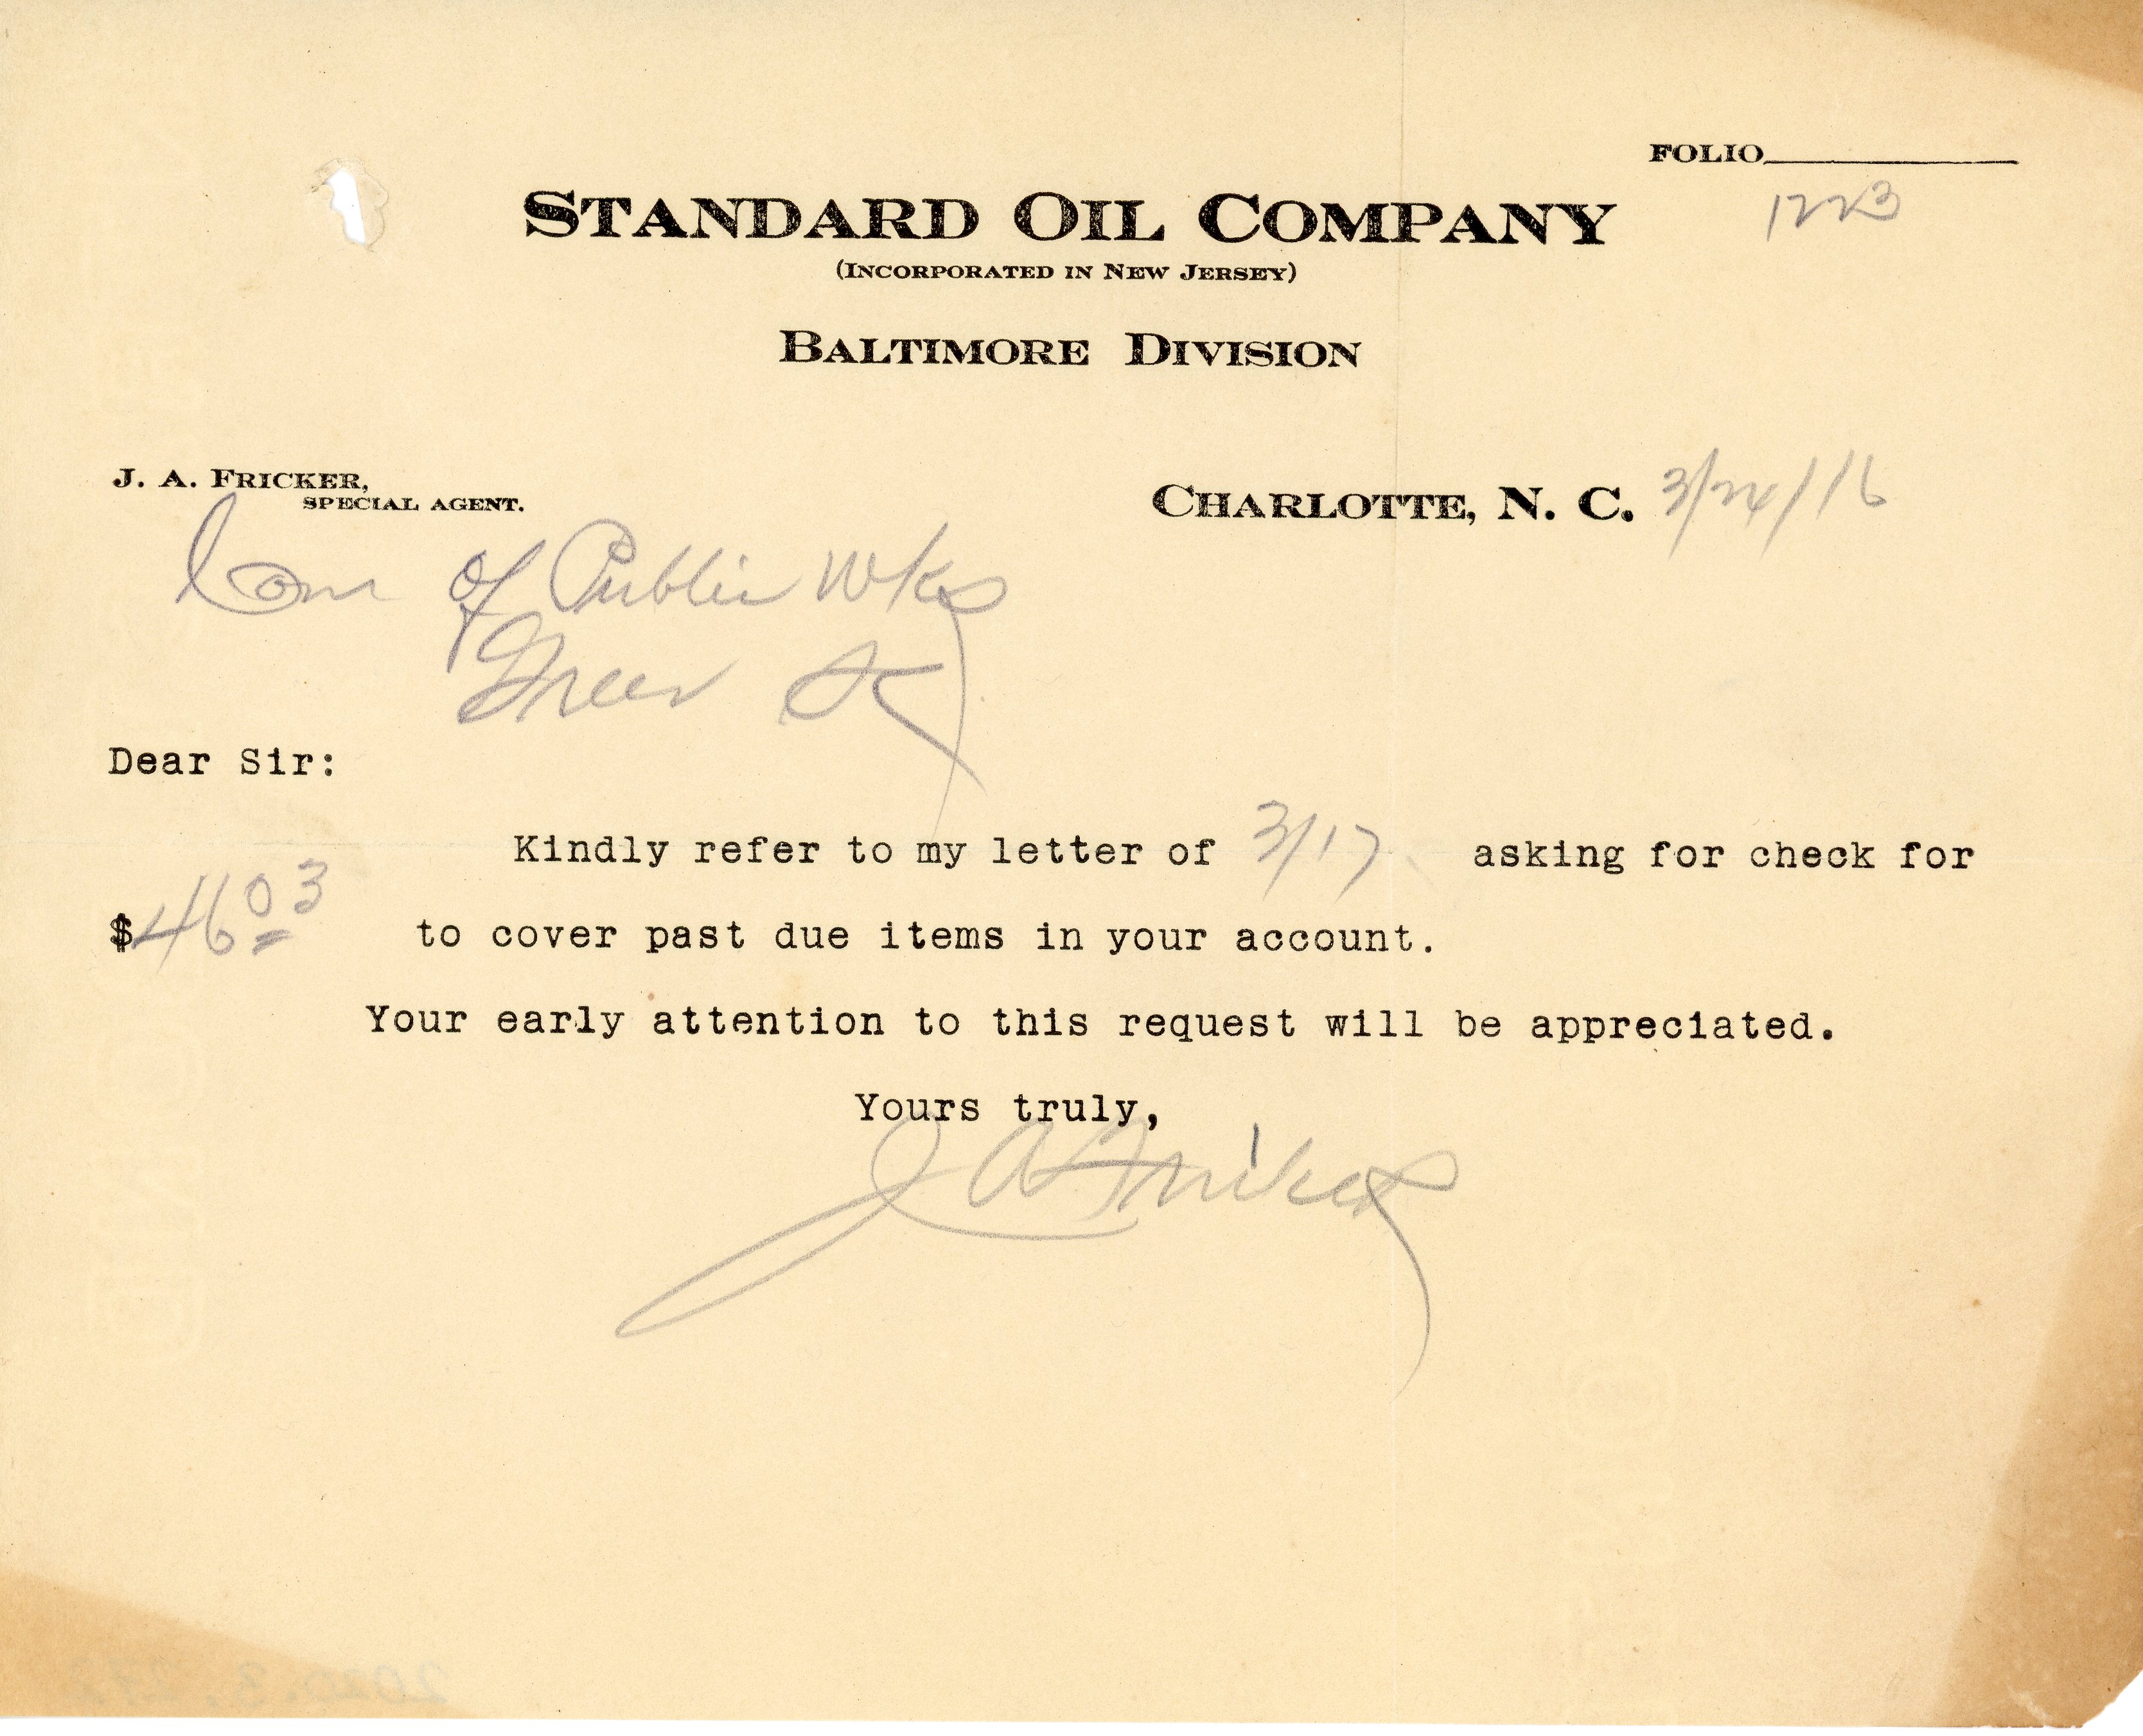 FOLIO
1223
STANDARD OIL COMPANY
(INCORPORATED IN NEW JERSEY)
BALTIMORE DIVISION
J. A. FRICKER,
SPECIAL AGENT.
CHARLOTTE, N. C. 3/24/16
Com of Public Wks
Greer SC
Dear Sir:
Kindly refer to my letter of 3/17 asking for check for
$46 03 to cover past due items in your account.
Your early attention to this request will be appreciated.
Yours truly,
J A Fricker